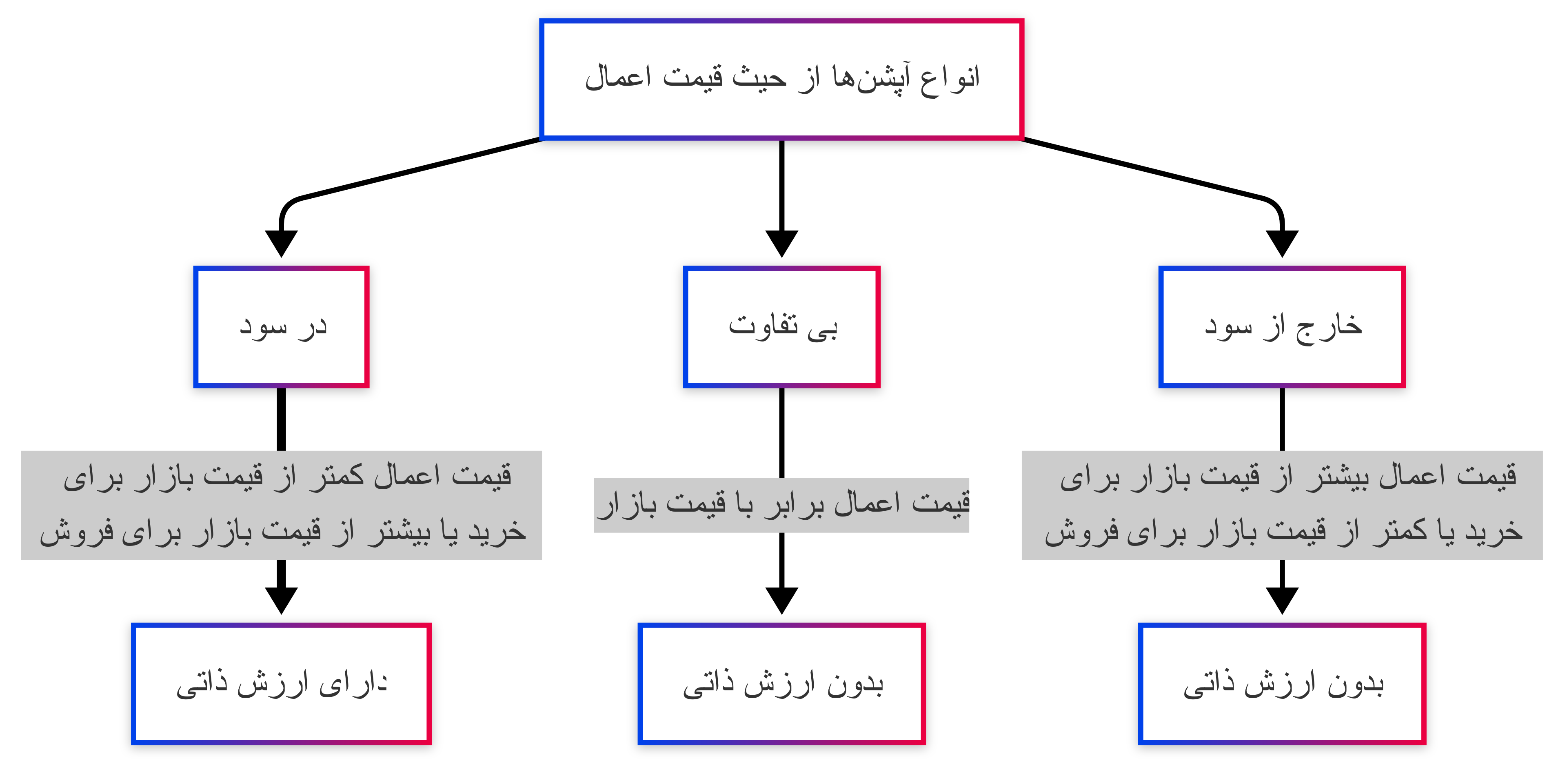 انواع آپشن‌ها از حیث قیمت اعمال
خارج از سود
بی تفاوت
در سود
قیمت اعمال بیشتر از قیمت بازار برای
خرید یا کمتر از قیمت بازار برای فروش
قیمت اعمال برابر با قیمت بازار
قیمت اعمال کمتر از قیمت بازار برای
خرید یا بیشتر از قیمت بازار برای فروش
بدون ارزش ذاتی
بدون ارزش ذاتی
دارای ارزش ذاتی